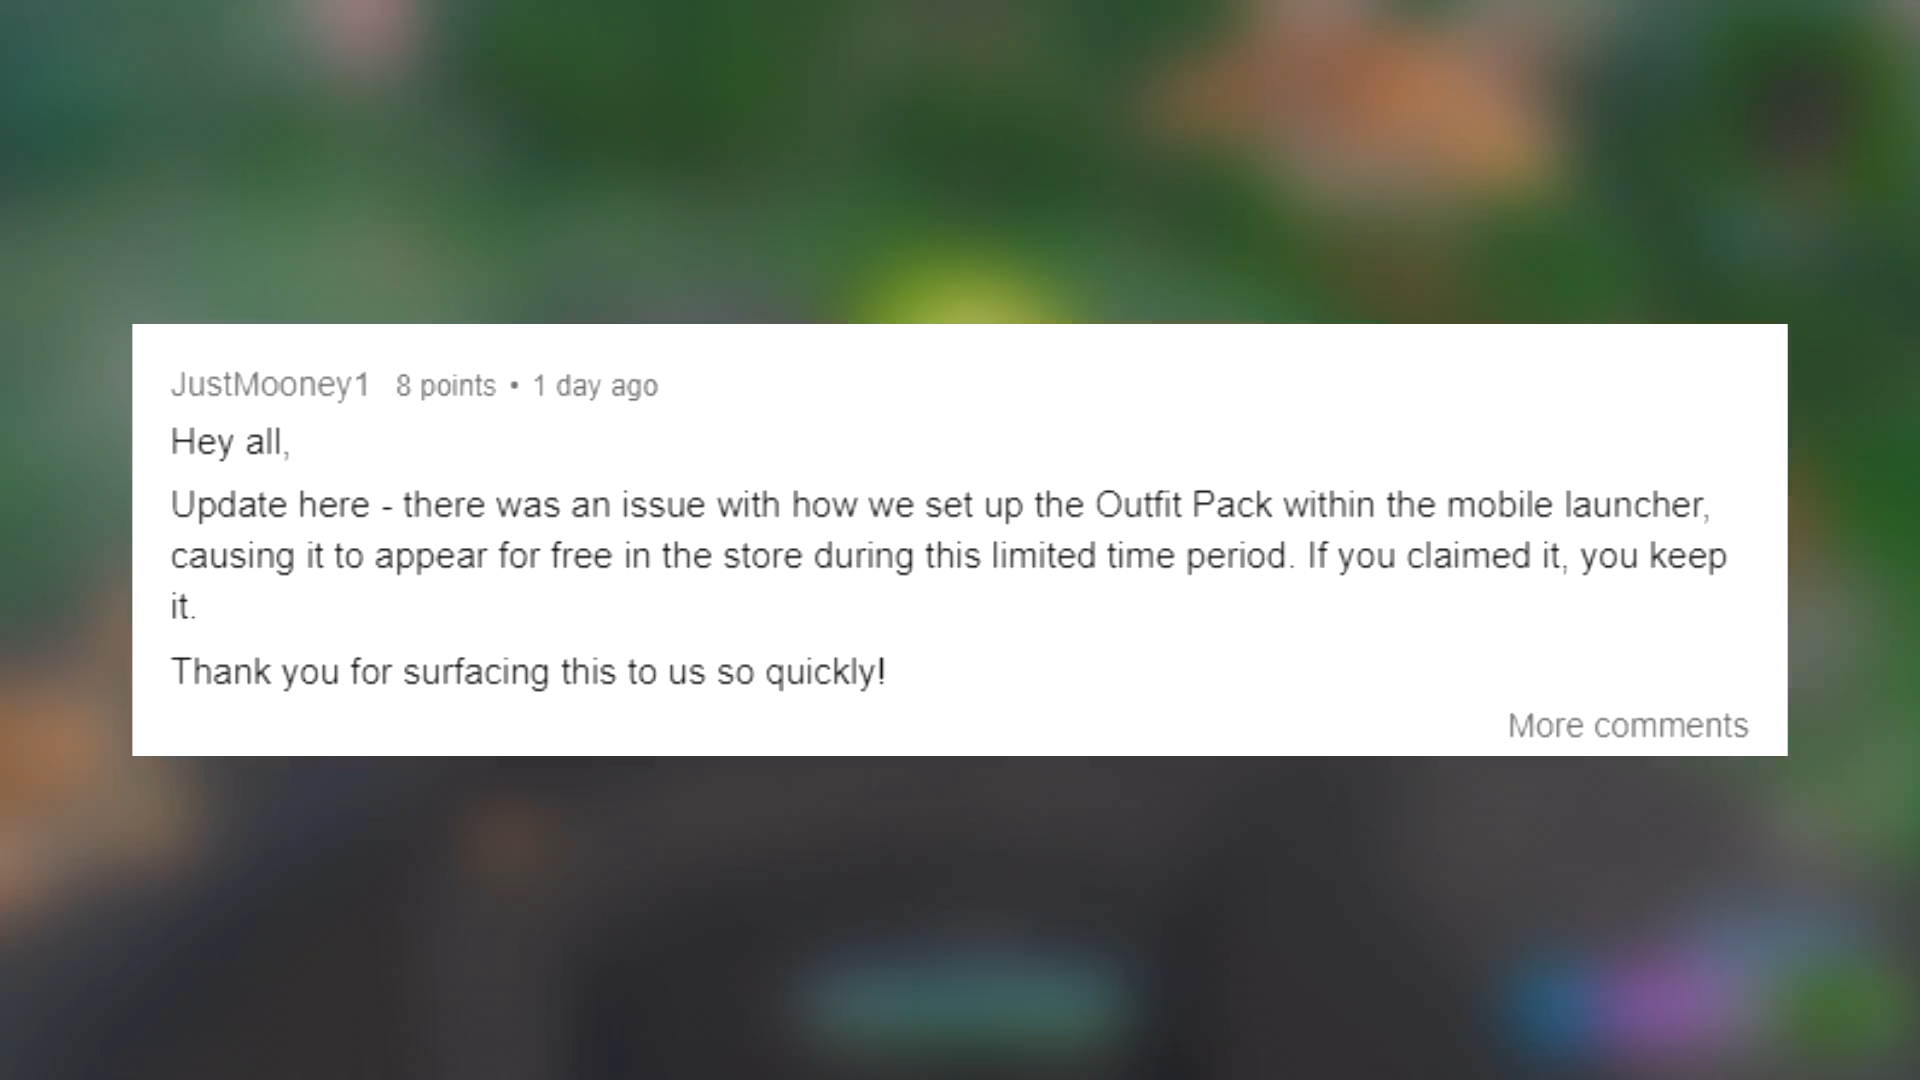 JustMooney1 8 points • 1 day ago
Hey all,
Update here - there was an issue with how we set up the Outfit Pack within the mobile launcher,
causing it to appear for free in the store during this limited time period. If you claimed it, you keep
it.
Thank you for surfacing this to us so quickly!
More comments